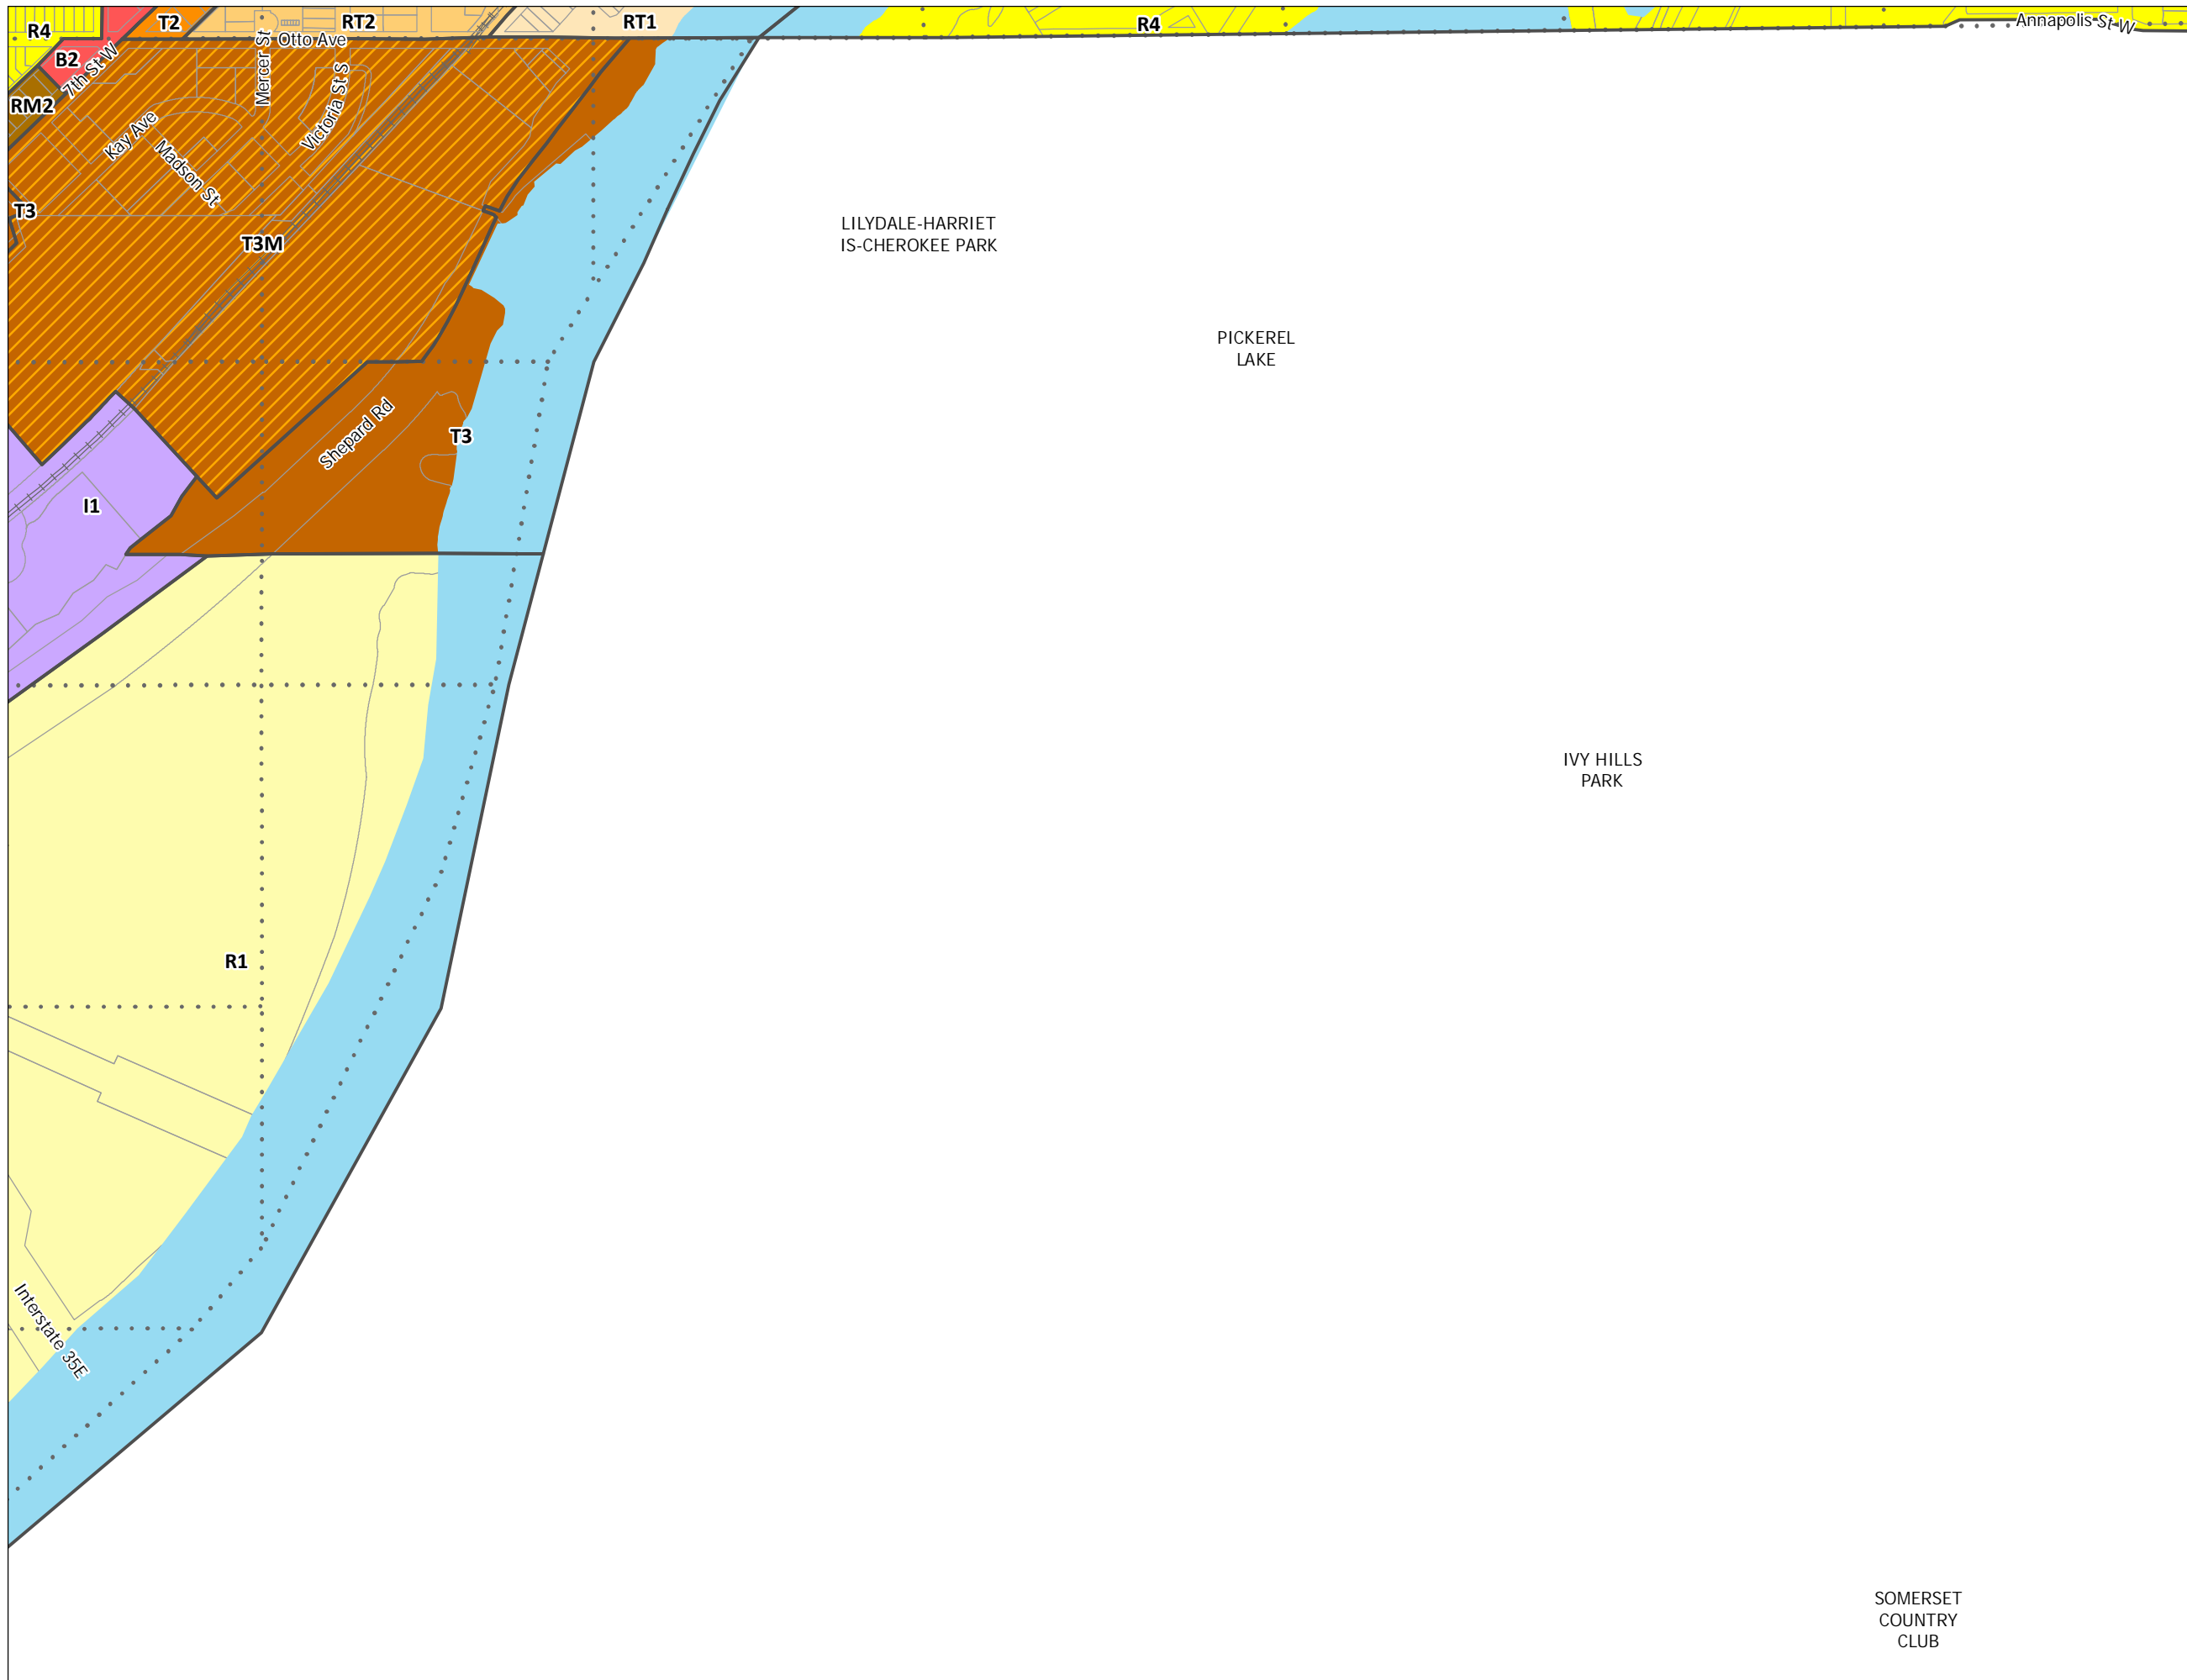 R4
T2
RT2
RT1
R4
Annapolis St W
B2
7th St W
Mercer St
Otto Ave
RM2
Kay Ave
Victoria St S
Madson St
T3
T3M
LILYDALE-HARRIET
IS-CHEROKEE PARK
PICKEREL
LAKE
Shepard Rd
T3
I1
IVY HILLS
PARK
R1
Interstate 35E
SOMERSET
COUNTRY
CLUB